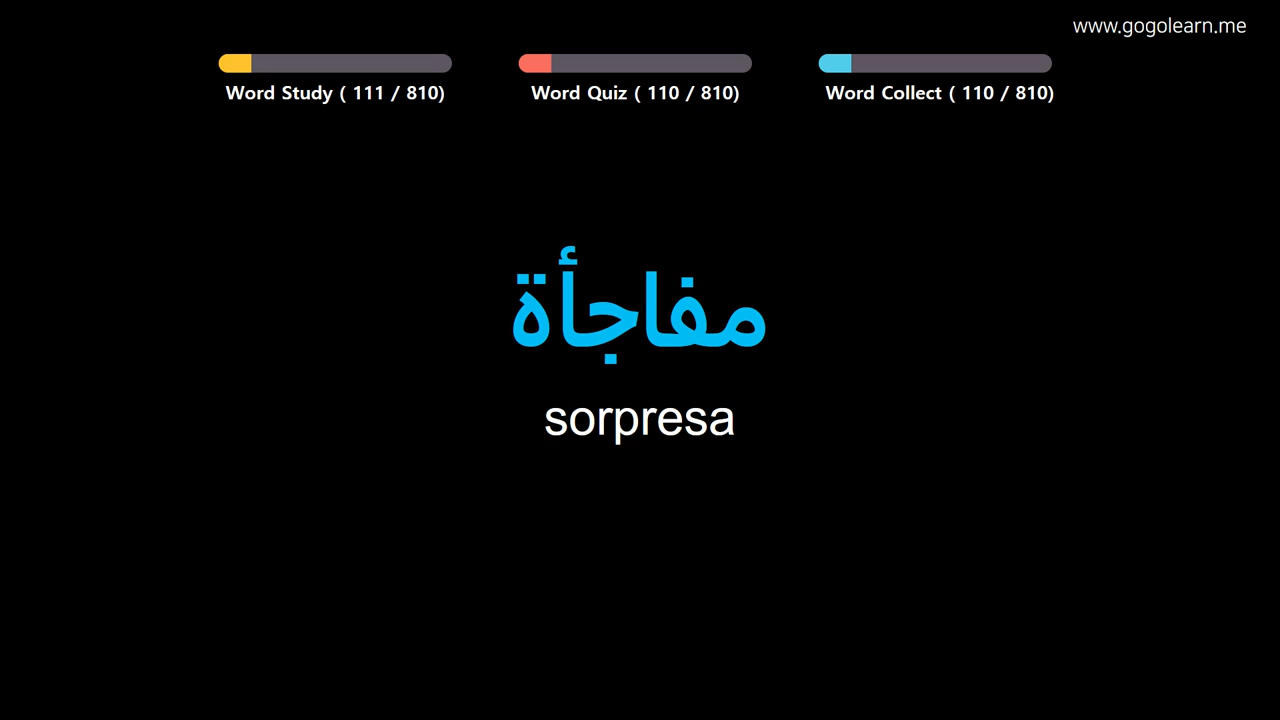 www.gogolearn.me
Word Study ( 111 / 810)
Word Quiz ( 110 / 810)
Word Collect ( 110 / 810)
مفاجأة
sorpresa